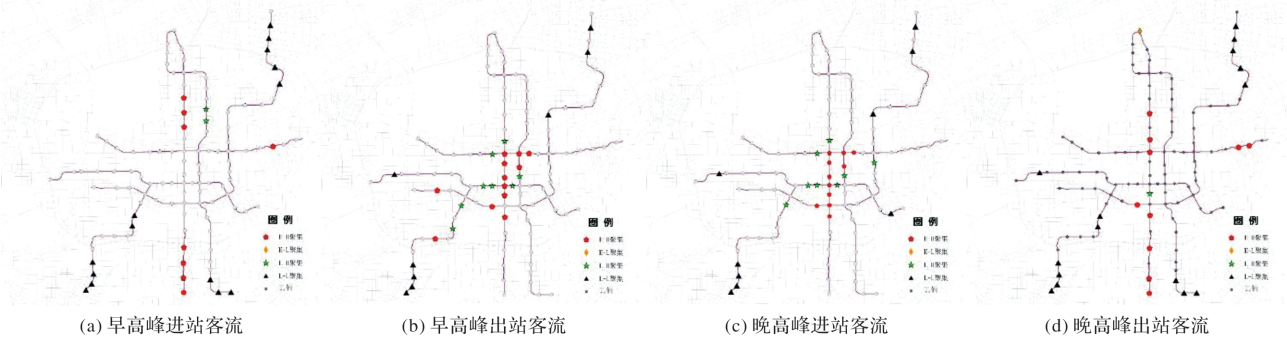 图 例
H-H聚集
H-L聚集
L-H聚集
L-L聚集
图 例
H-H聚集
H-L聚集
L-H聚集
L-L聚集
图 例
H-H聚集
H-L聚集
L-H聚集
L-L聚集
图 例
H-H聚集
H-L聚集
L-H聚集
L-L聚集
(a) 早高峰进站客流
(b) 早高峰出站客流
(c) 晚高峰进站客流
(d) 晚高峰出站客流